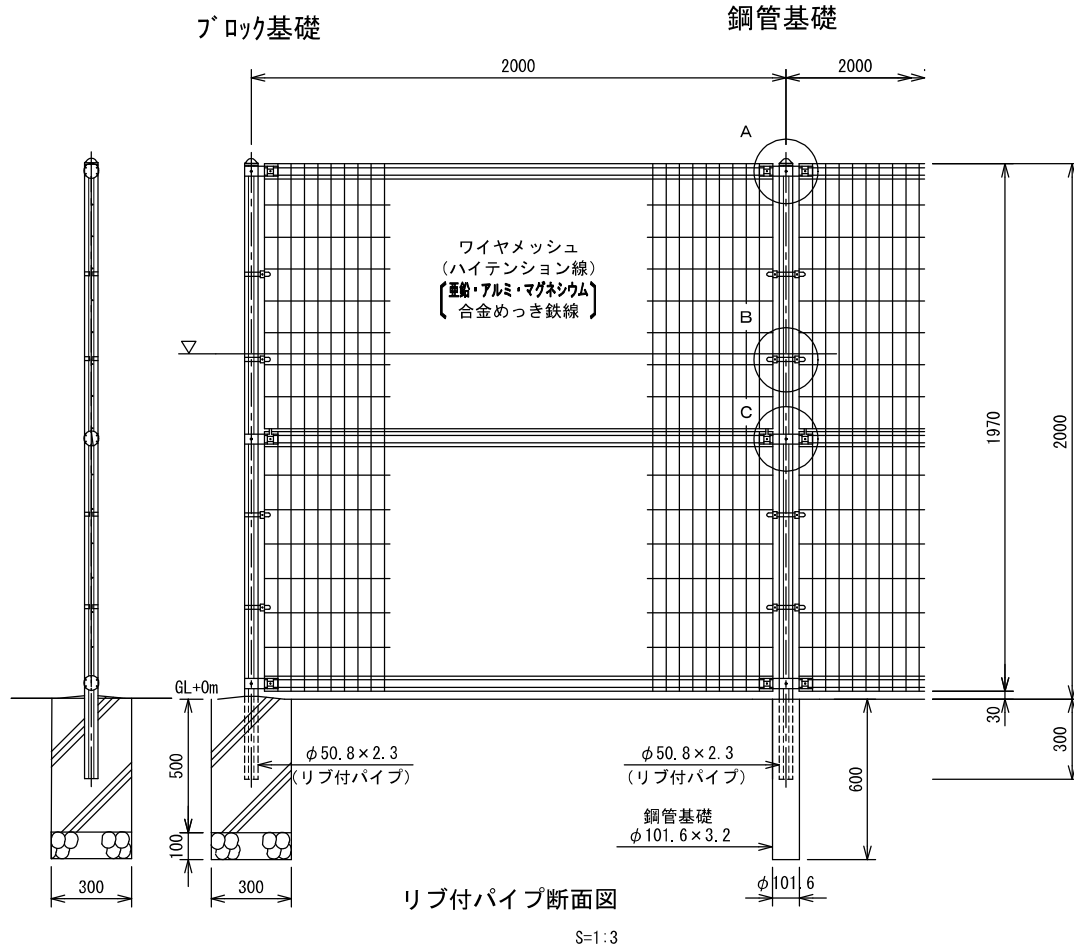 ブロック基礎
鋼管基礎
2000
2000
A
ワイヤメッシュ
(ハイテンション線)
亜鉛・アルミ・マグネシウム
合金めっき鉄線
B
C
1970
2000
GL+0m
30
300
500
100
φ50.8×2.3
(リブ付パイプ)
φ50.8×2.3
(リブ付パイプ)
600
鋼管基礎
φ101.6×3.2
300
300
φ101.6
リブ付パイプ断面図
S=1:3